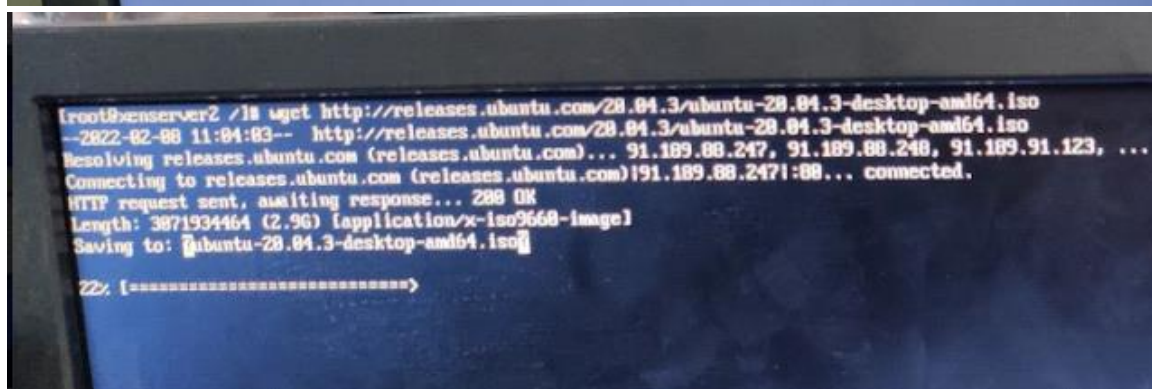 [root@xenserver2 /]# wget http://releases.ubuntu.com/20.04.3/ubuntu-20.04.3-desktop-amd64.iso
--2022-02-08 11:04:03-- http://releases.ubuntu.com/20.04.3/ubuntu-20.04.3-desktop-amd64.iso
Resolving releases.ubuntu.com (releases.ubuntu.com)... 91.189.88.247, 91.189.88.248, 91.189.91.123, ...
Connecting to releases.ubuntu.com (releases.ubuntu.com)|91.189.88.247|:80... connected.
HTTP request sent, awaiting response... 200 OK
Length: 3071934464 (2.9G) [application/x-iso9660-image]
Saving to: ?ubuntu-20.04.3-desktop-amd64.iso?
22% [============================>